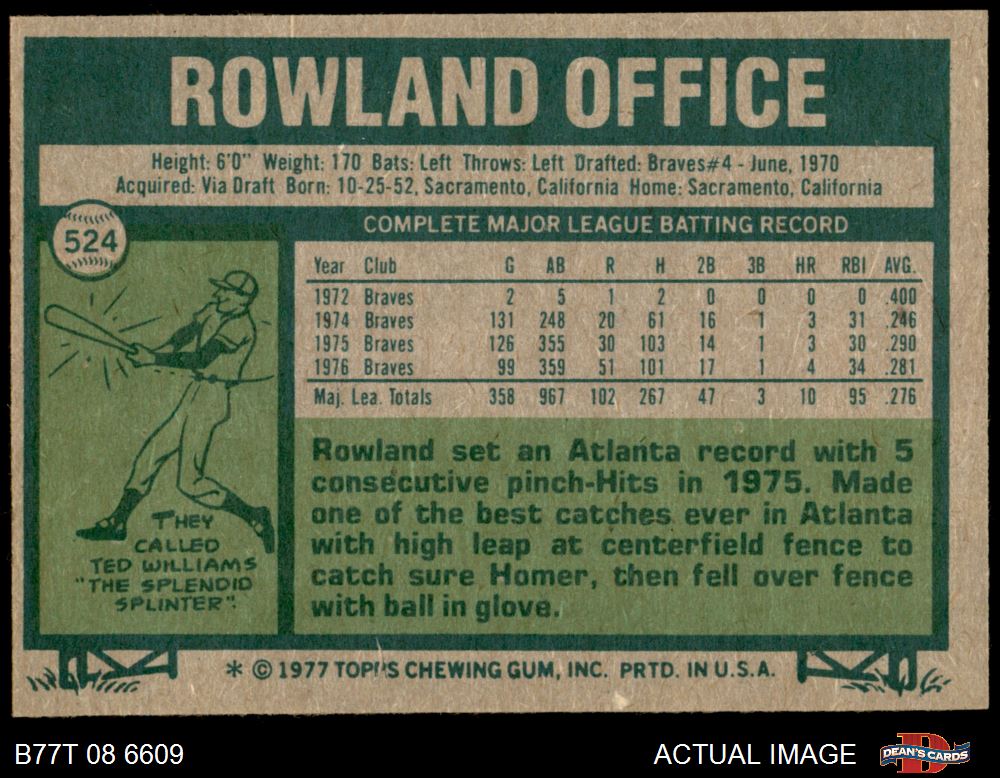 ROWLAND OFFICE
Height: 6'0" Weight: 170 Bats: Left Throws: Left Drafted: Braves#4 - June, 1970
Acquired: Via Draft Born: 10-25-52, Sacramento, California Home: Sacramento, California
524
COMPLETE MAJOR LEAGUE BATTING RECORD
Year Club G AB R H 2B 3B HR RBI AVG.
1972 Braves 2 5 1 2 0 0 0 0 .400
1974 Braves 131 248 20 61 16 1 3 31 .246
1975 Braves 126 355 30 103 14 1 3 30 .290
1976 Braves 99 359 51 101 17 1 4 34 .281
Maj. Lea. Totals 358 967 102 267 47 3 10 95 .276
THEY
CALLED
TED WILLIAMS
"THE SPLENDID
SPLINTER".
Rowland set an Atlanta record with 5
consecutive pinch-Hits in 1975. Made
one of the best catches ever in Atlanta
with high leap at centerfield fence to
catch sure Homer, then fell over fence
with ball in glove.
* © 1977 TOPPS CHEWING GUM, INC. PRTD. IN U.S.A.
B77T 08 6609
ACTUAL IMAGE
DEAN'S CARDS